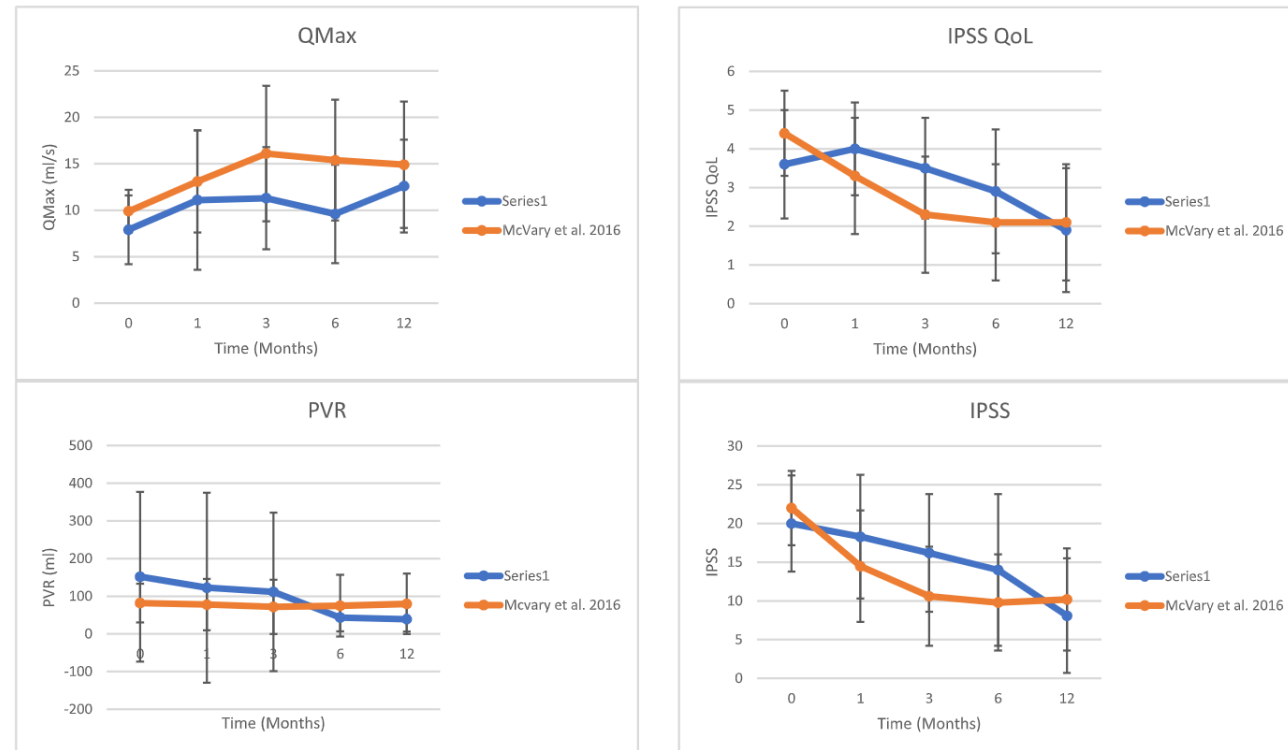 QMax
25
20
15
10
5
0
QMax (ml/s)
0 1 3 6 12
Time (Months)
Series1
McVary et al. 2016
IPSS QoL
6
5
4
3
2
1
0
IPSS QoL
0 1 3 6 12
Time (Months)
Series1
McVary et al. 2016
PVR
500
400
300
200
100
0
-100
-200
PVR (ml)
0 1 3 6 12
Time (Months)
Series1
Mcvary et al. 2016
IPSS
30
25
20
15
10
5
0
IPSS
0 1 3 6 12
Time (Months)
Series1
McVary et al. 2016